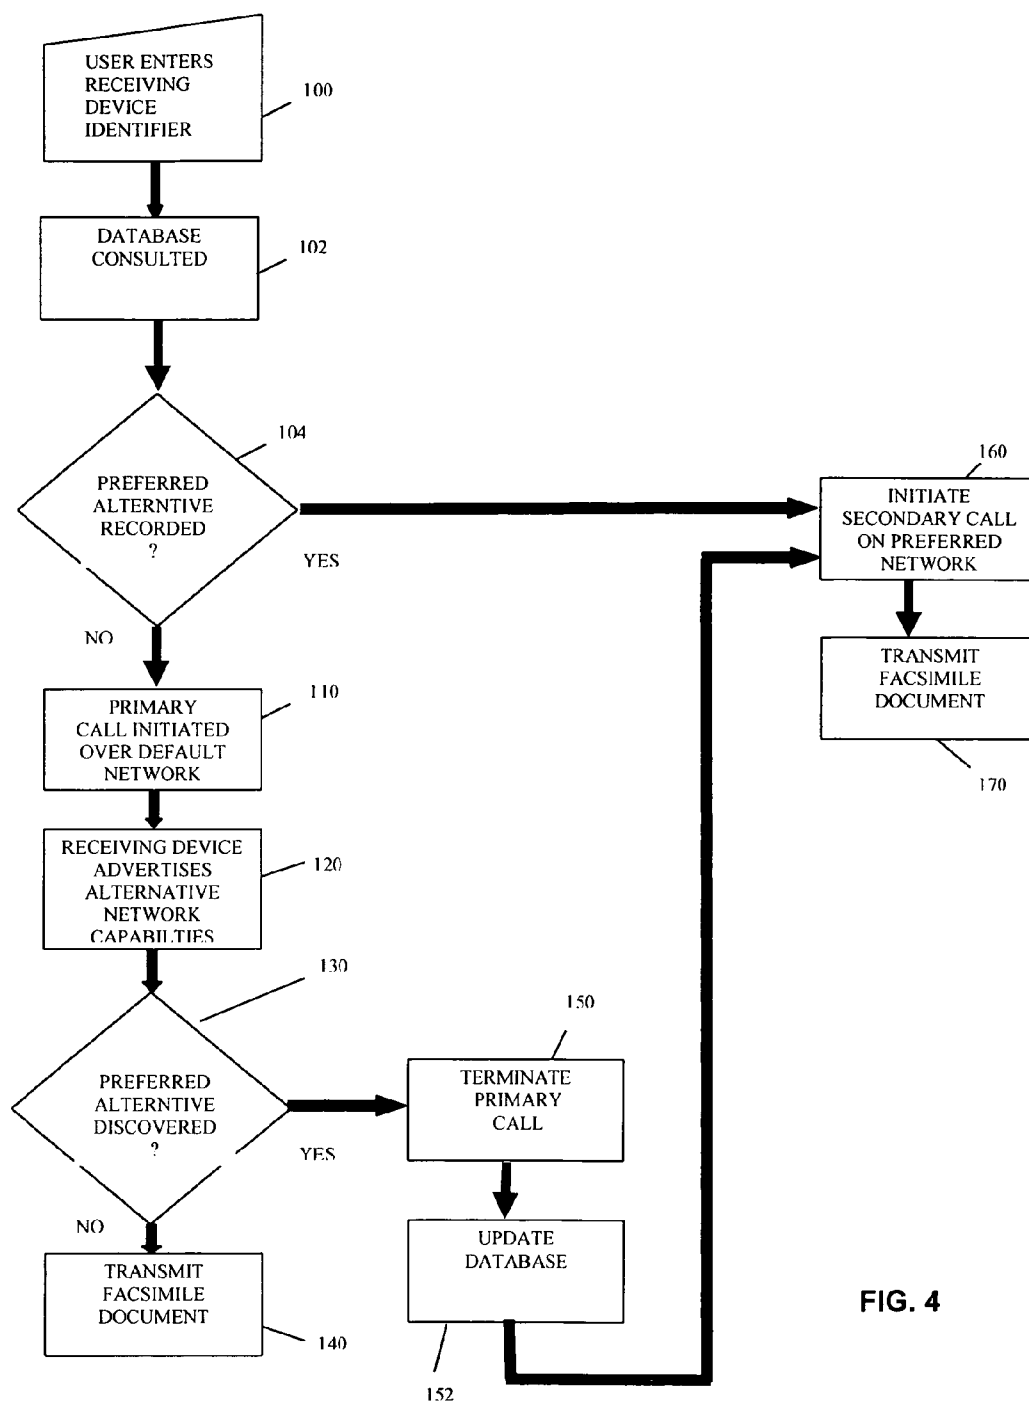 USER ENTERS
RECEIVING
DEVICE
IDENTIFIER
100
DATABASE
CONSULTED
102
104
PREFERRED
ALTERNTIVE
RECORDED
?
YES
NO
160
INITIATE
SECONDARY CALL
ON PREFERRED
NETWORK
TRANSMIT
FACSIMILE
DOCUMENT
170
PRIMARY
CALL INITIATED
OVER DEFAULT
NETWORK
110
RECEIVING DEVICE
ADVERTISES
ALTERNATIVE
NETWORK
CAPABILTIES
120
130
PREFERRED
ALTERNTIVE
DISCOVERED
?
YES
NO
150
TERMINATE
PRIMARY
CALL
UPDATE
DATABASE
152
TRANSMIT
FACSIMILE
DOCUMENT
140
FIG. 4